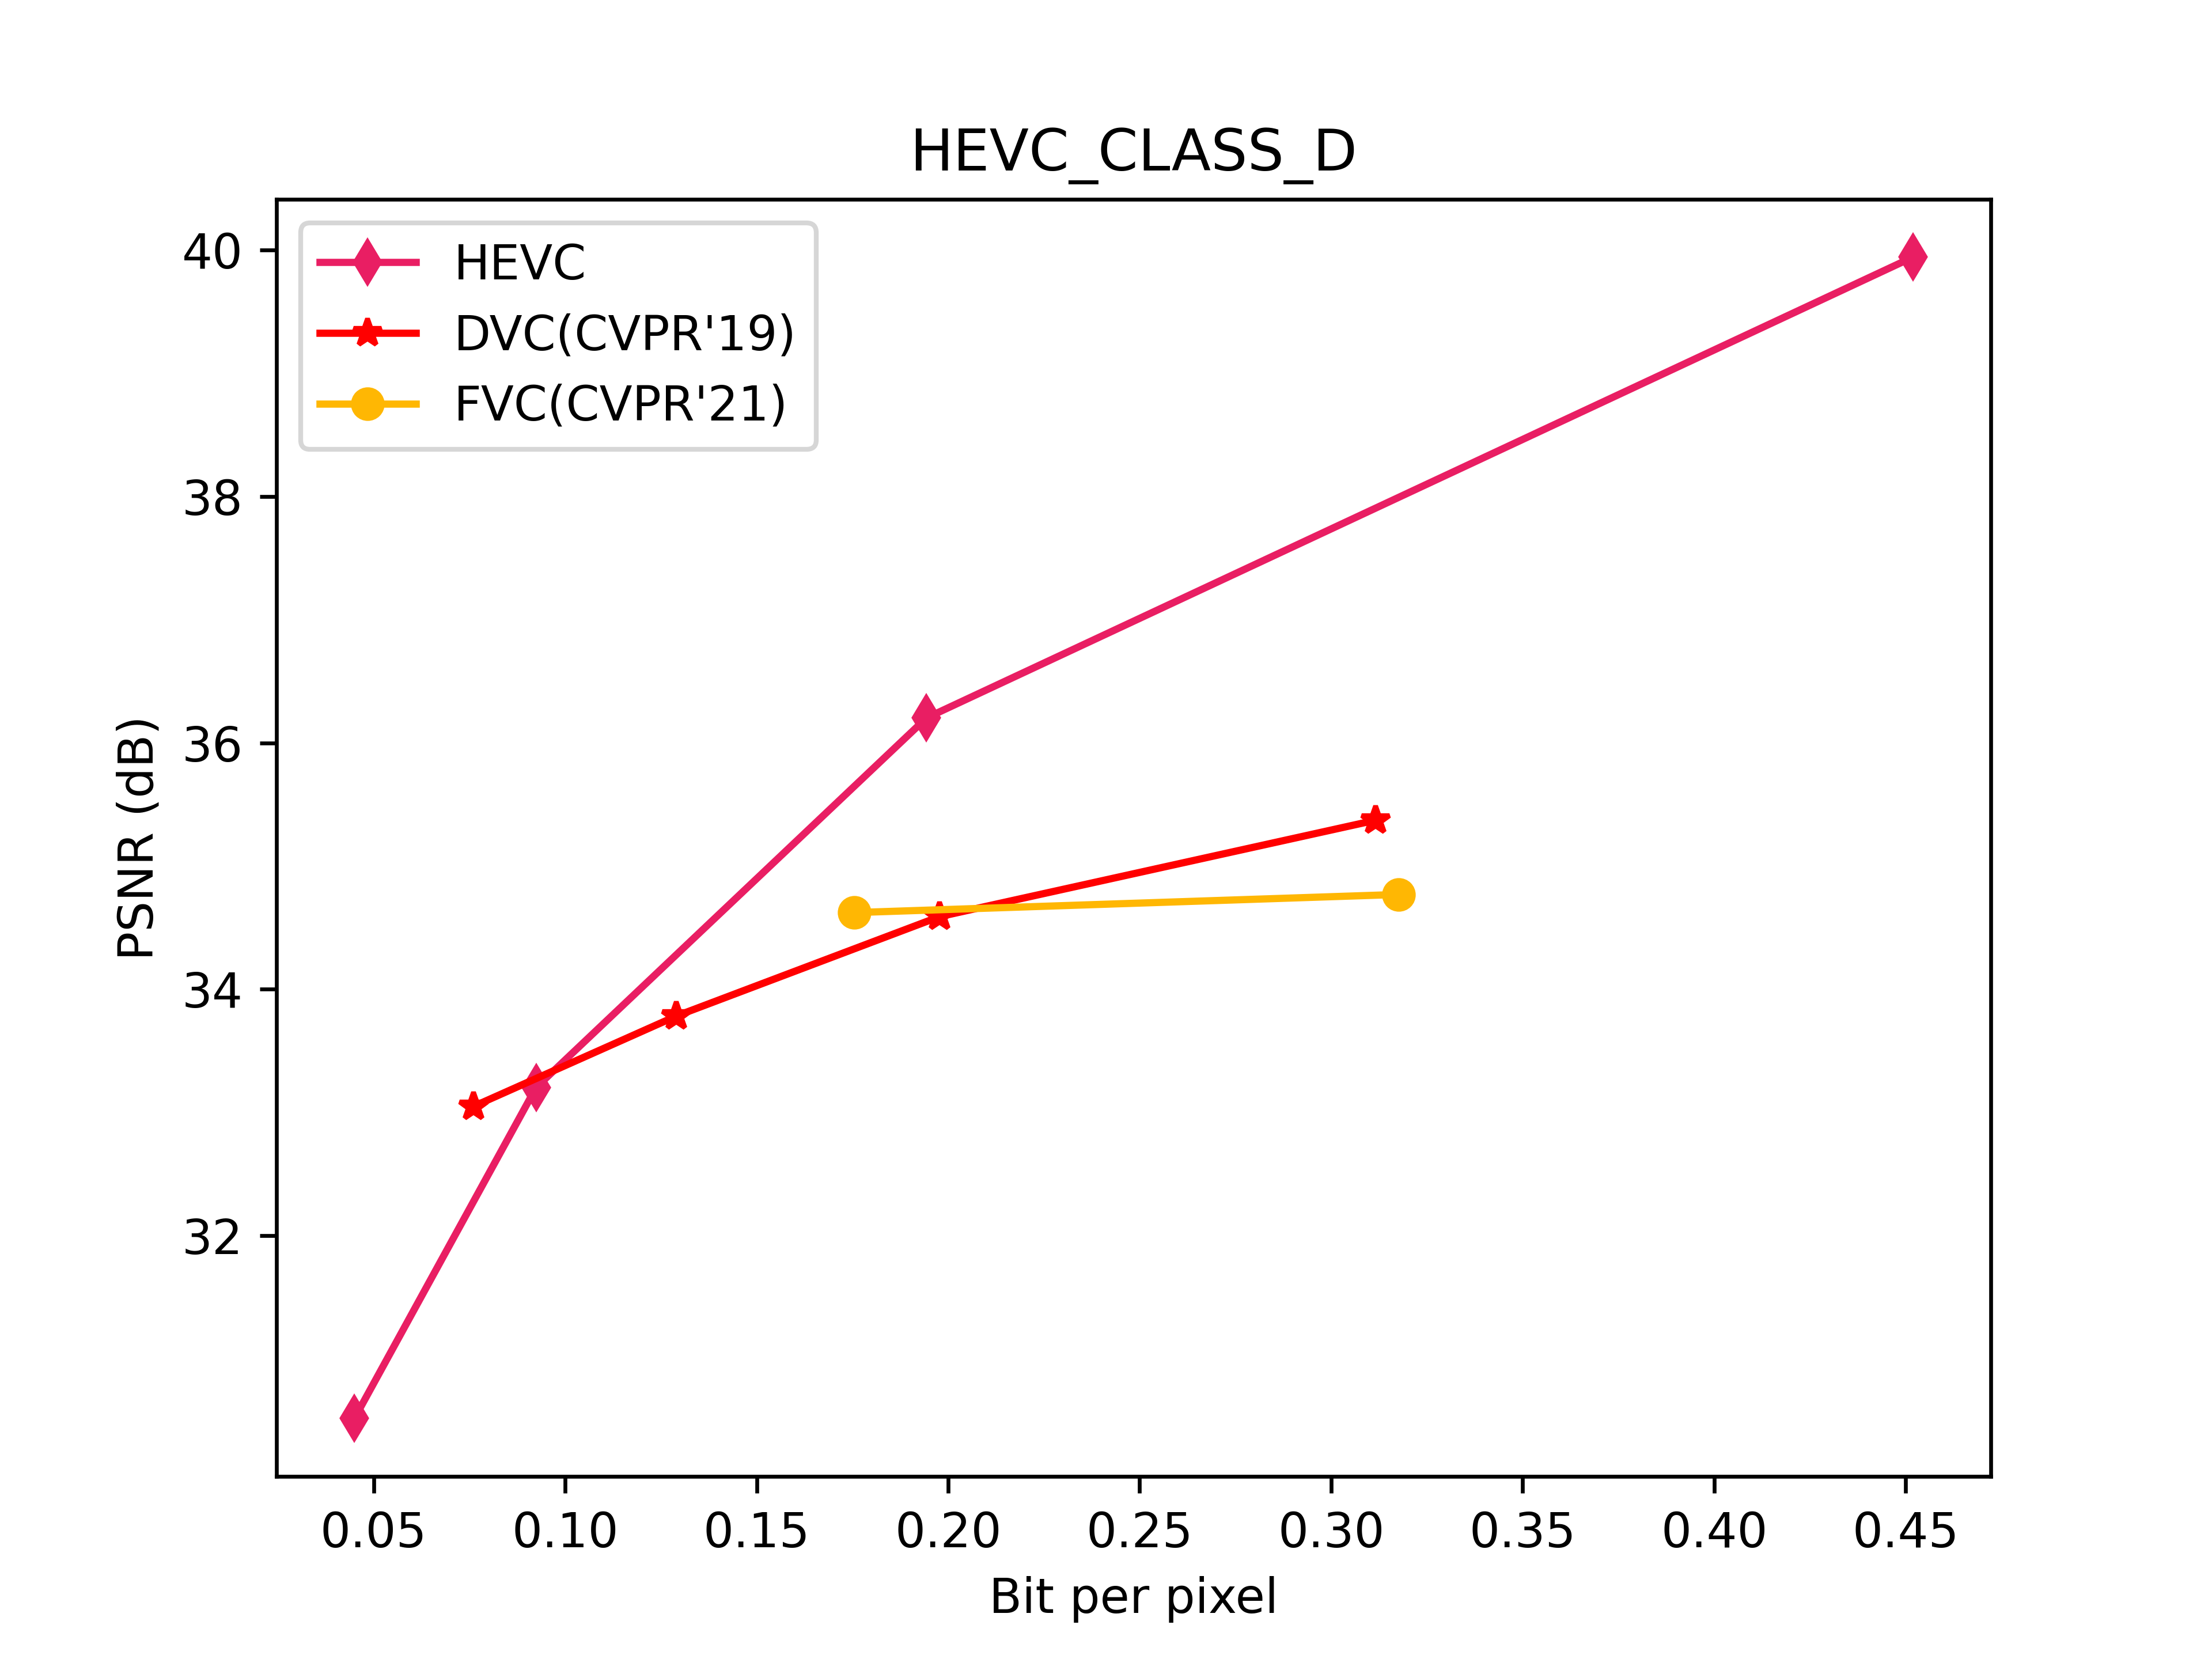 HEVC_CLASS_D
HEVC
DVC(CVPR'19)
FVC(CVPR'21)
40
38
36
34
32
PSNR (dB)
0.05 0.10 0.15 0.20 0.25 0.30 0.35 0.40 0.45
Bit per pixel